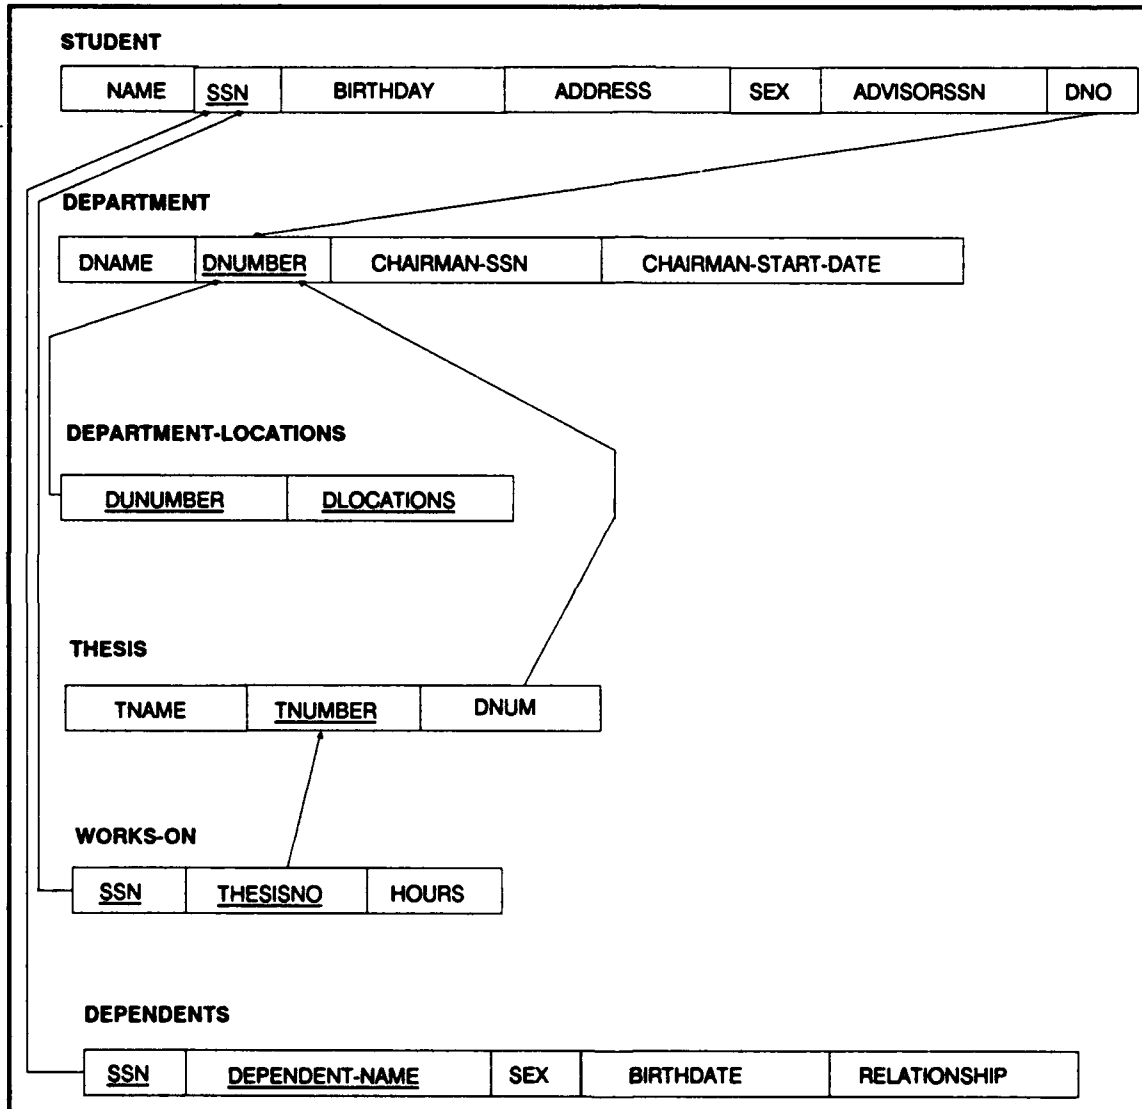 STUDENT
NAME SSN BIRTHDAY ADDRESS SEX ADVISORSSN DNO
DEPARTMENT
DNAME DNUMBER CHAIRMAN-SSN CHAIRMAN-START-DATE
DEPARTMENT-LOCATIONS
DUNUMBER DLOCATIONS
THESIS
TNAME TNUMBER DNUM
WORKS-ON
SSN THESISNO HOURS
DEPENDENTS
SSN DEPENDENT-NAME SEX BIRTHDATE RELATIONSHIP